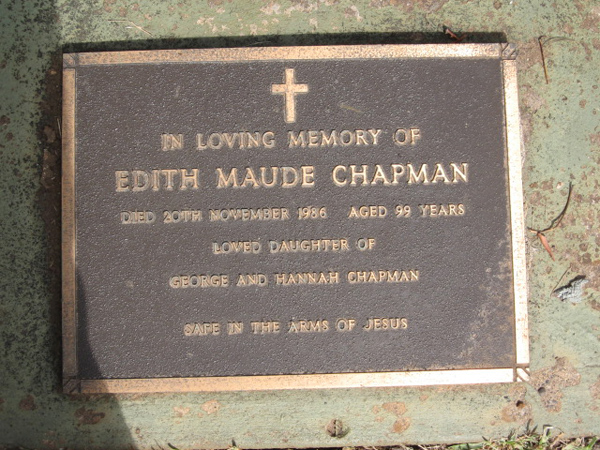 IN LOVING MEMORY OF
EDITH MAUDE CHAPMAN
DIED 20TH NOVEMBER 1986 AGED 99 YEARS
LOVED DAUGHTER OF
GEORGE AND HANNAH CHAPMAN
SAFE IN THE ARMS OF JESUS